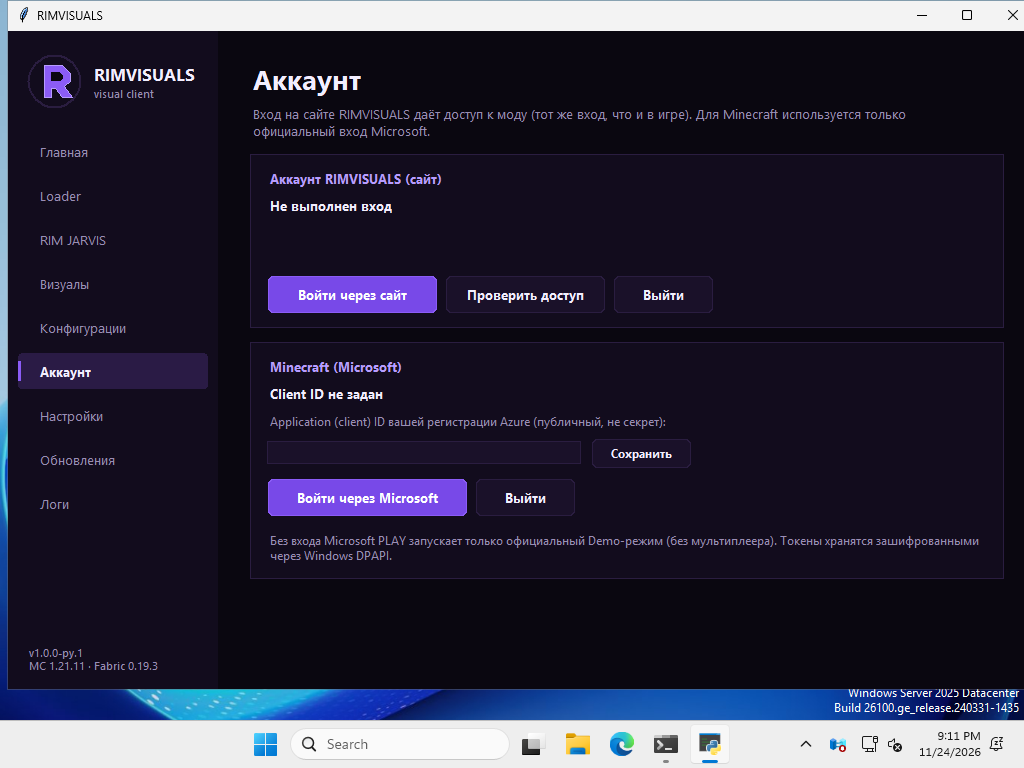 RIMVISUALS
R
RIMVISUALS
visual client
Главная
Loader
RIM JARVIS
Визуалы
Конфигурации
Аккаунт
Настройки
Обновления
Логи
v1.0.0-py.1
MC 1.21.11 · Fabric 0.19.3
Аккаунт
Вход на сайте RIMVISUALS даёт доступ к моду (тот же вход, что и в игре). Для Minecraft используется только
официальный вход Microsoft.
Аккаунт RIMVISUALS (сайт)
Не выполнен вход
Войти через сайт
Проверить доступ
Выйти
Minecraft (Microsoft)
Client ID не задан
Application (client) ID вашей регистрации Azure (публичный, не секрет):
Сохранить
Войти через Microsoft
Выйти
Без входа Microsoft PLAY запускает только официальный Demo-режим (без мультиплеера). Токены хранятся зашифрованными
через Windows DPAPI.
Windows Server 2025 Datacenter
Build 26100.ge_release.240331-1435
Search
9:11 PM
11/24/2026